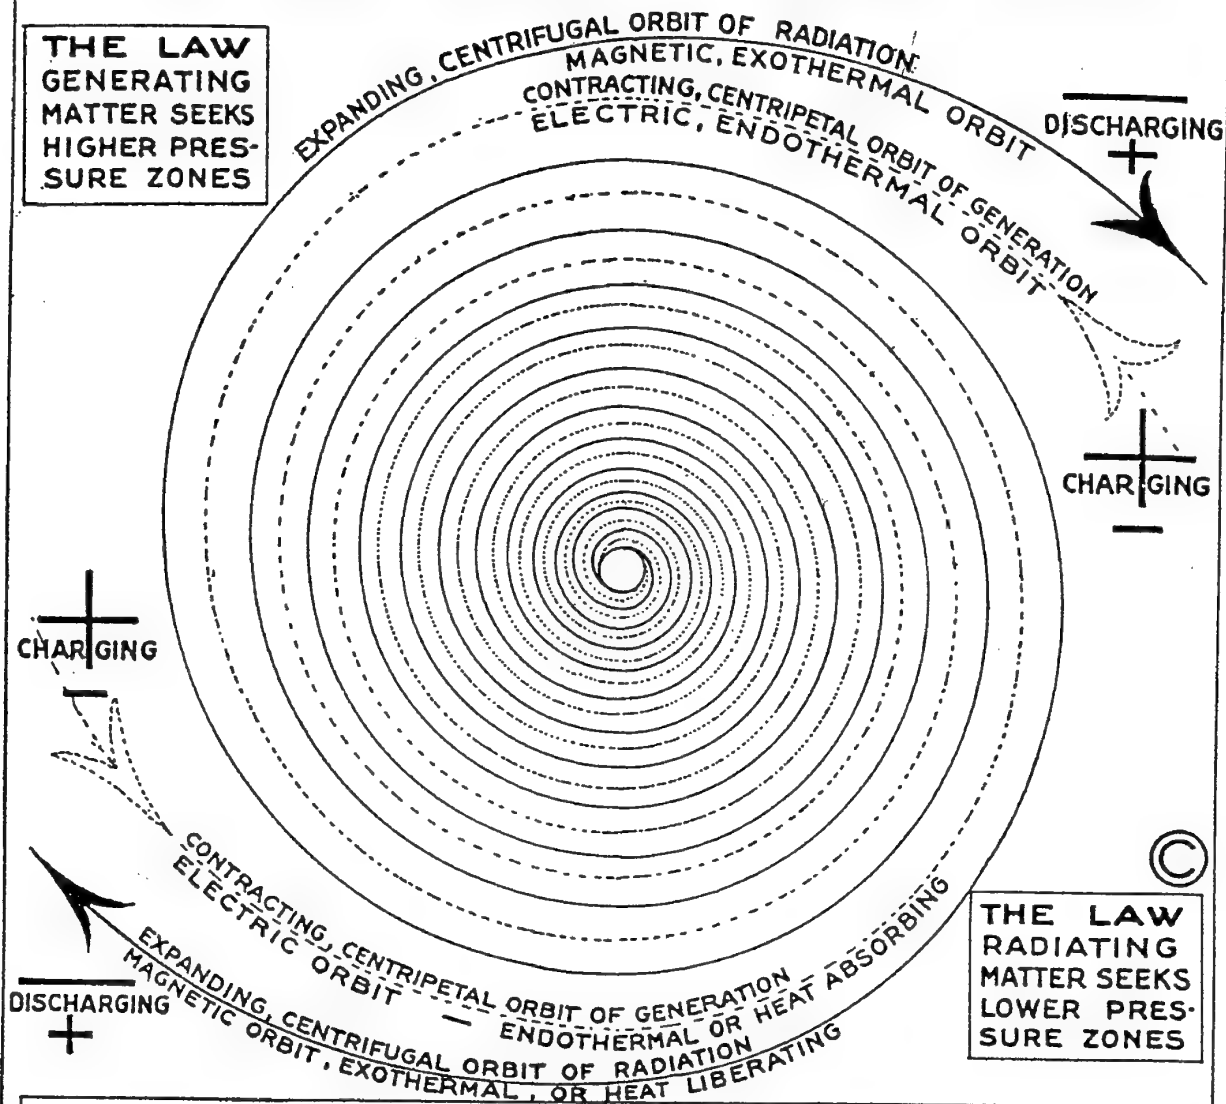 THE LAW
GENERATING
MATTER SEEKS
HIGHER PRES-
SURE ZONES
EXPANDING, CENTRIFUGAL ORBIT OF RADIATION
MAGNETIC, EXOTHERMAL ORBIT
CONTRACTING, CENTRIPETAL ORBIT OF GENERATION
ELECTRIC, ENDOTHERMAL ORBIT
—
DISCHARGING
+
+
CHARGING
—
+
CHARGING
—
—
DISCHARGING
+
CONTRACTING, CENTRIPETAL ORBIT OF GENERATION
ELECTRIC ORBIT — ENDOTHERMAL OR HEAT ABSORBING
EXPANDING, CENTRIFUGAL ORBIT OF RADIATION
MAGNETIC ORBIT, EXOTHERMAL, OR HEAT LIBERATING
©
THE LAW
RADIATING
MATTER SEEKS
LOWER PRES-
SURE ZONES